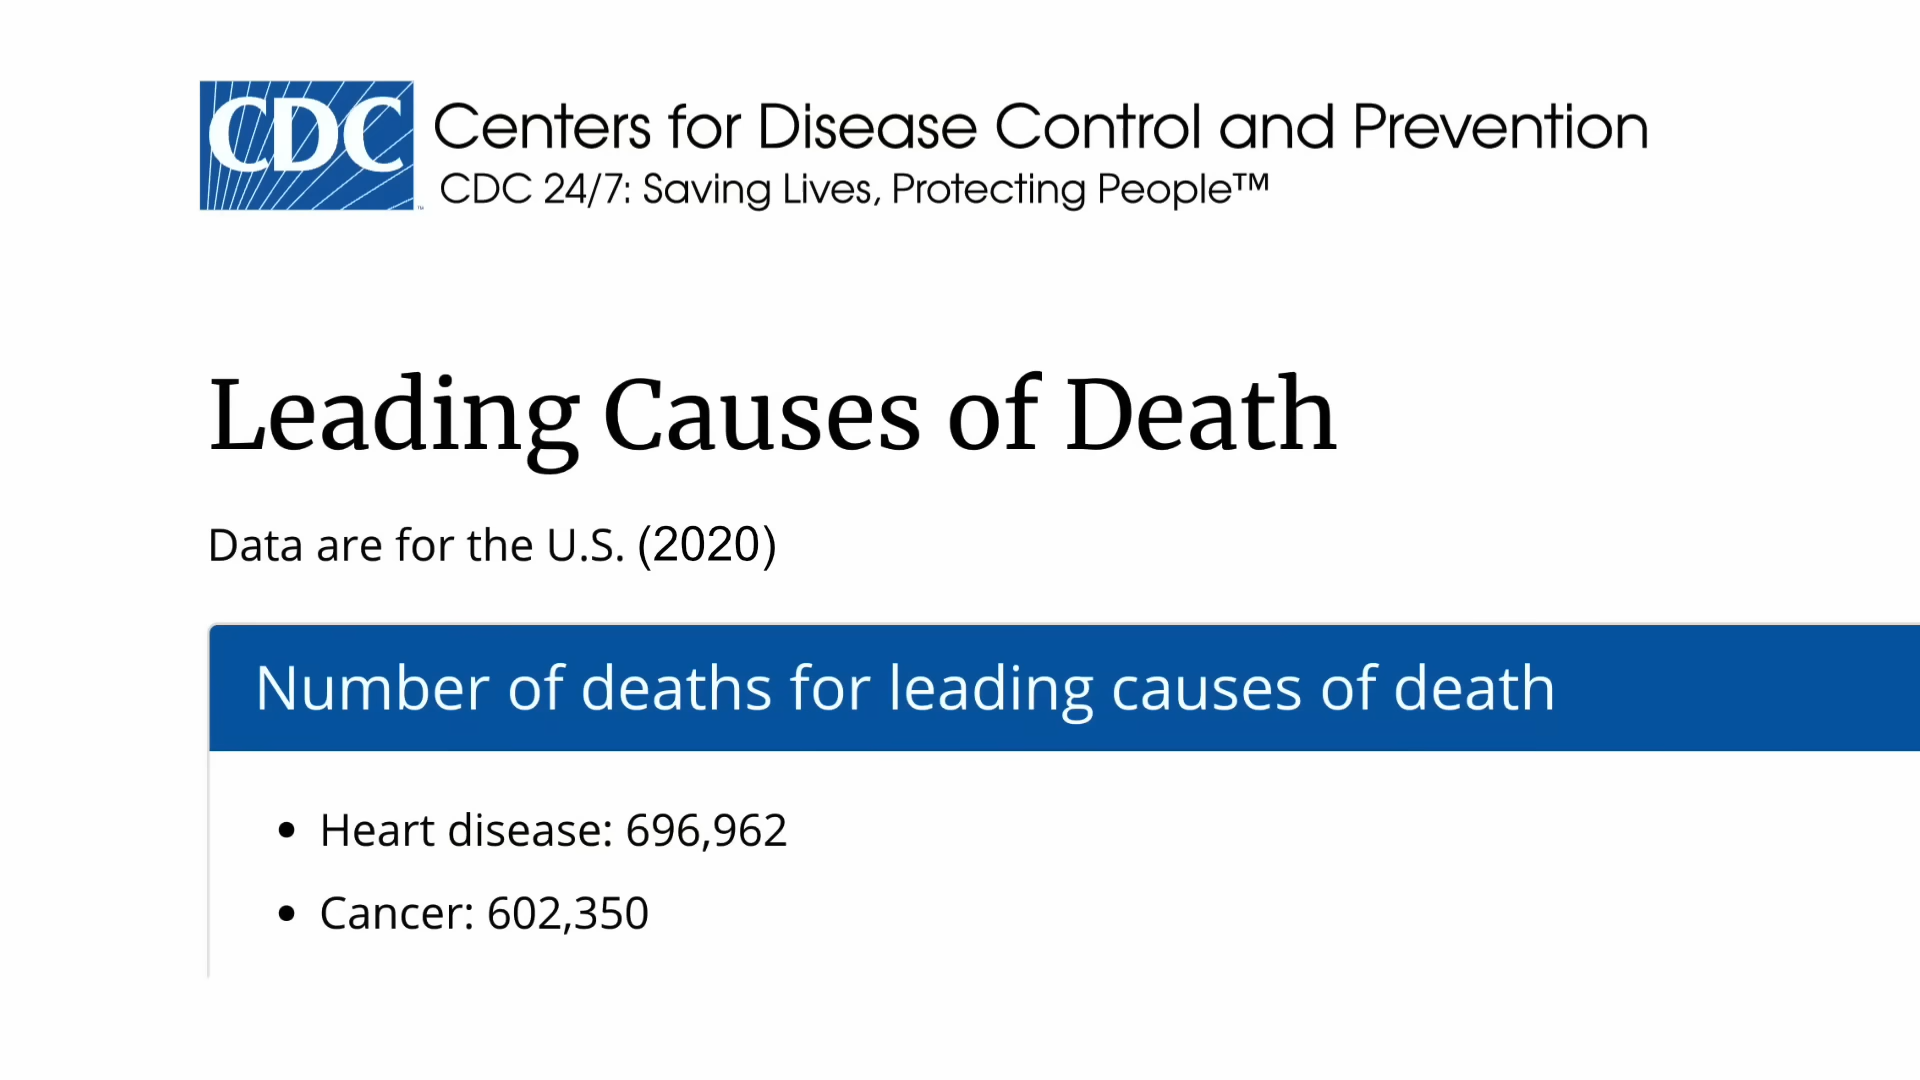 CDC
Centers for Disease Control and Prevention
CDC 24/7: Saving Lives, Protecting People™
Leading Causes of Death
Data are for the U.S. (2020)
Number of deaths for leading causes of death
• Heart disease: 696,962
• Cancer: 602,350